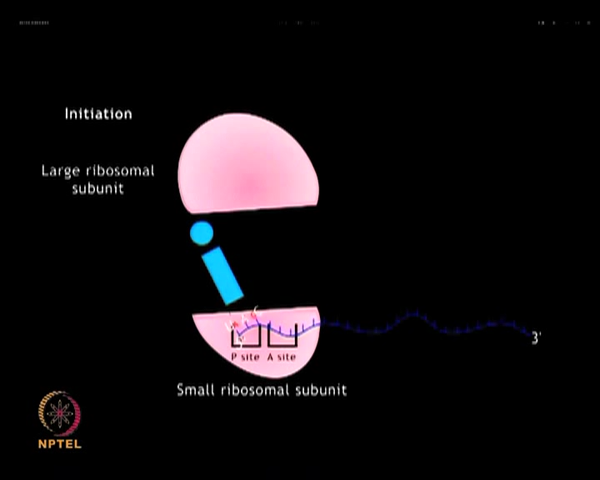 Initiation
Large ribosomal
subunit
3'
P site A site
Small ribosomal subunit
NPTEL